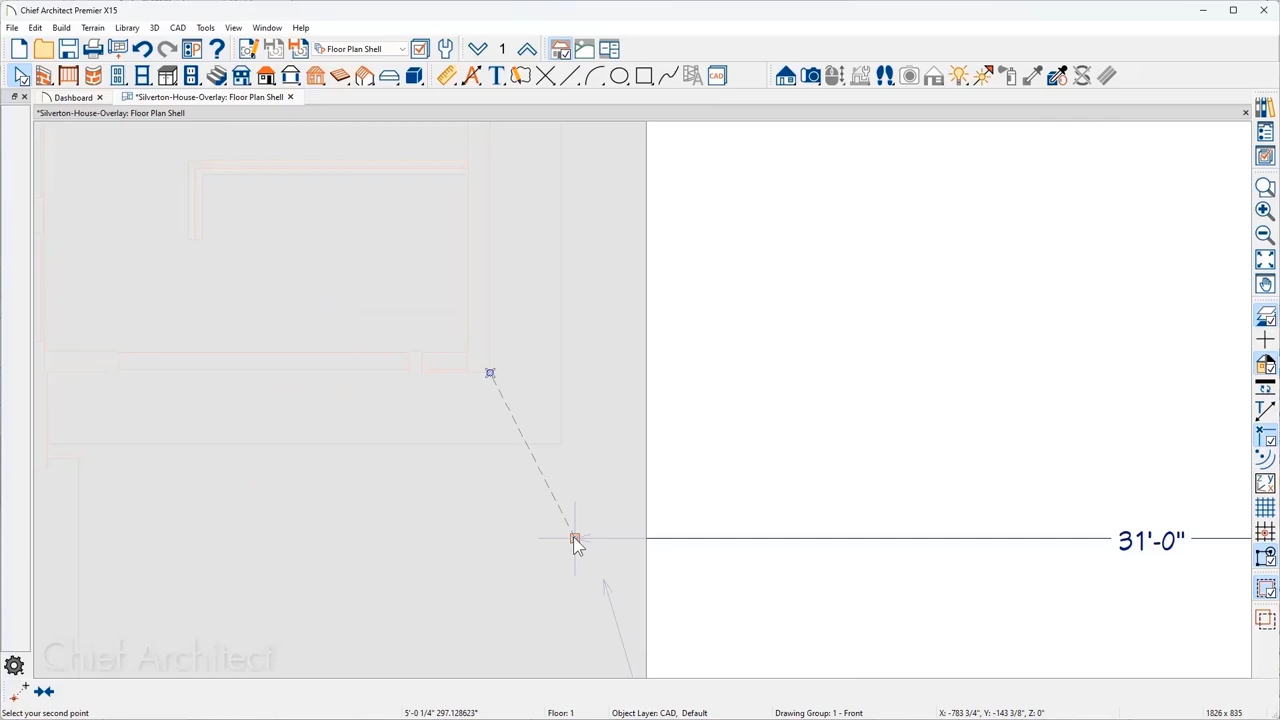 Chief Architect Premier X15
File Edit Build Terrain Library 3D CAD Tools View Window Help
Floor Plan Shell 1
CAD
Dashboard *Silverton-House-Overlay: Floor Plan Shell
*Silverton-House-Overlay: Floor Plan Shell
31'-0"
Chief Architect
Select your second point 5'-0 1/4" 297.128623° Floor: 1 Object Layer: CAD, Default Drawing Group: 1 - Front X: -783 3/4", Y: -143 3/8", Z: 0" 1826 x 835